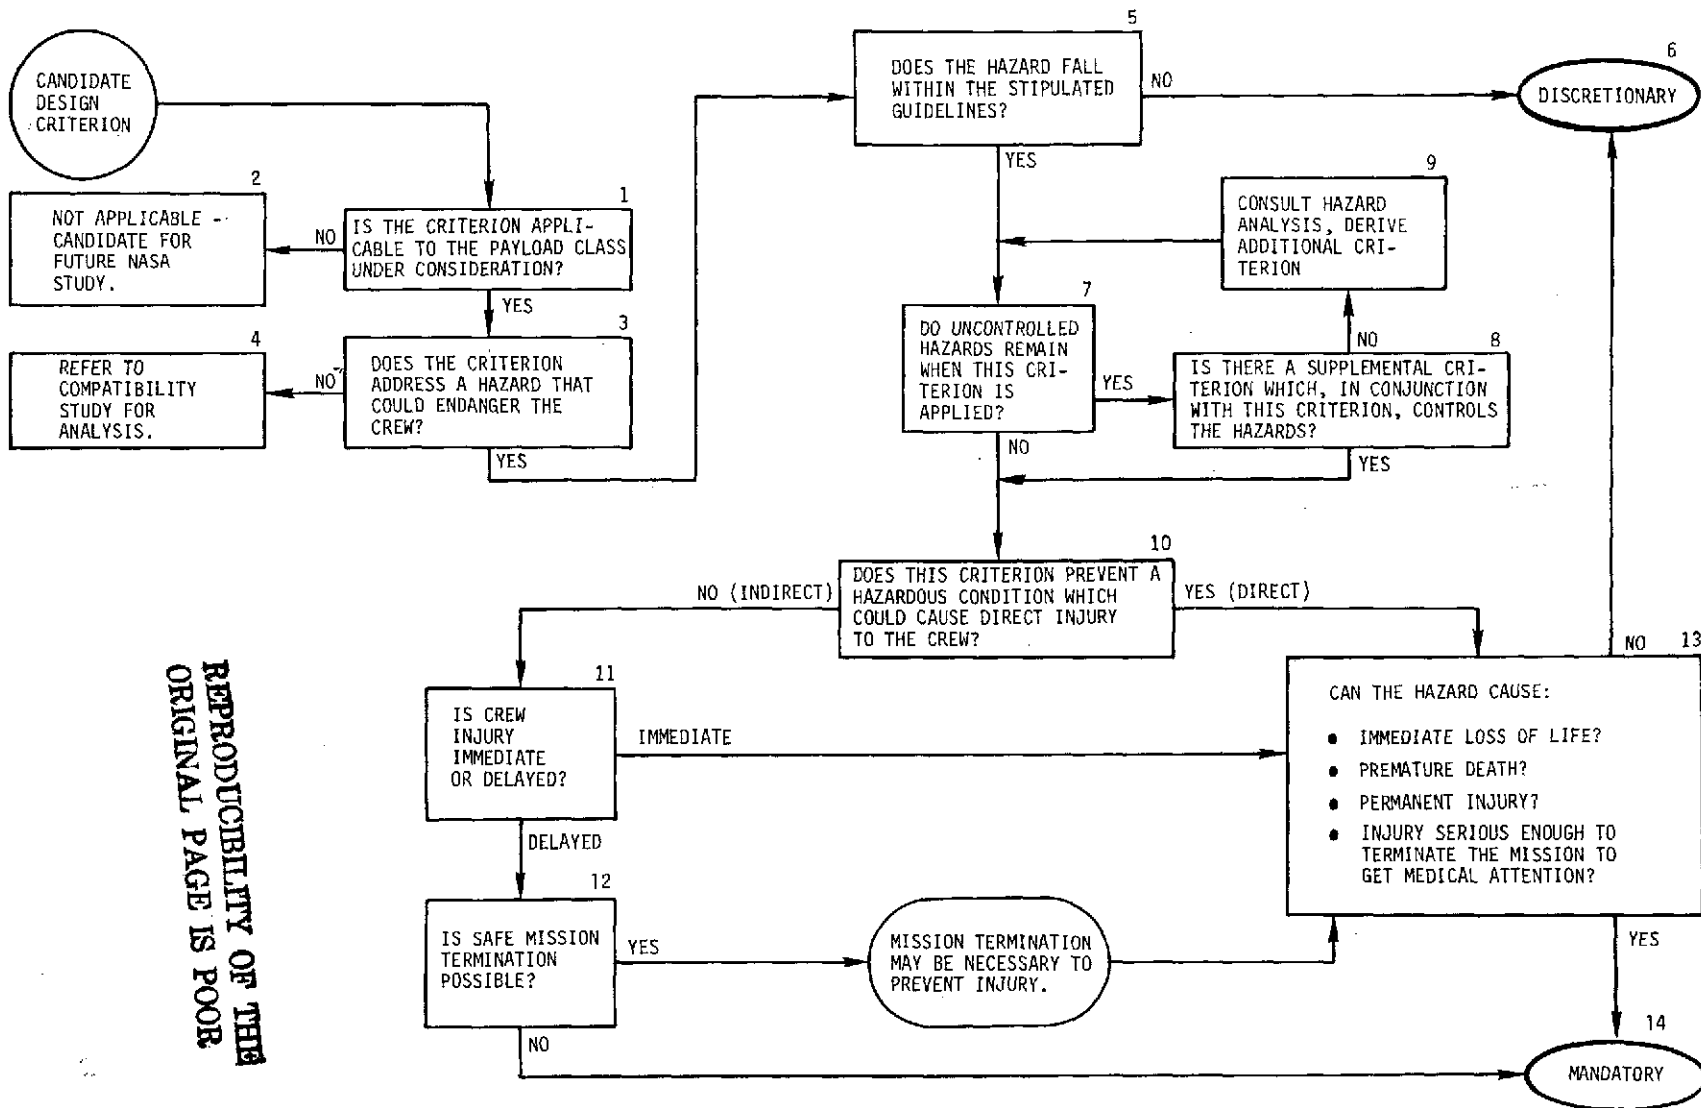 CANDIDATE
DESIGN
CRITERION
2
NOT APPLICABLE -
CANDIDATE FOR
FUTURE NASA
STUDY.
NO
1
IS THE CRITERION APPLI-
CABLE TO THE PAYLOAD CLASS
UNDER CONSIDERATION?
YES
4
REFER TO
COMPATIBILITY
STUDY FOR
ANALYSIS.
NO
3
DOES THE CRITERION
ADDRESS A HAZARD THAT
COULD ENDANGER THE
CREW?
YES
5
DOES THE HAZARD FALL
WITHIN THE STIPULATED
GUIDELINES?
NO
YES
6
DISCRETIONARY
9
CONSULT HAZARD
ANALYSIS, DERIVE
ADDITIONAL CRI-
TERION
7
DO UNCONTROLLED
HAZARDS REMAIN
WHEN THIS CRI-
TERION IS
APPLIED?
YES
NO
NO
8
IS THERE A SUPPLEMENTAL CRI-
TERION WHICH, IN CONJUNCTION
WITH THIS CRITERION, CONTROLS
THE HAZARDS?
YES
10
DOES THIS CRITERION PREVENT A
HAZARDOUS CONDITION WHICH
COULD CAUSE DIRECT INJURY
TO THE CREW?
NO (INDIRECT)
YES (DIRECT)
11
IS CREW
INJURY
IMMEDIATE
OR DELAYED?
IMMEDIATE
DELAYED
12
IS SAFE MISSION
TERMINATION
POSSIBLE?
YES
NO
MISSION TERMINATION
MAY BE NECESSARY TO
PREVENT INJURY.
NO
13
CAN THE HAZARD CAUSE:
● IMMEDIATE LOSS OF LIFE?
● PREMATURE DEATH?
● PERMANENT INJURY?
● INJURY SERIOUS ENOUGH TO
TERMINATE THE MISSION TO
GET MEDICAL ATTENTION?
YES
14
MANDATORY
REPRODUCIBILITY OF THE
ORIGINAL PAGE IS POOR